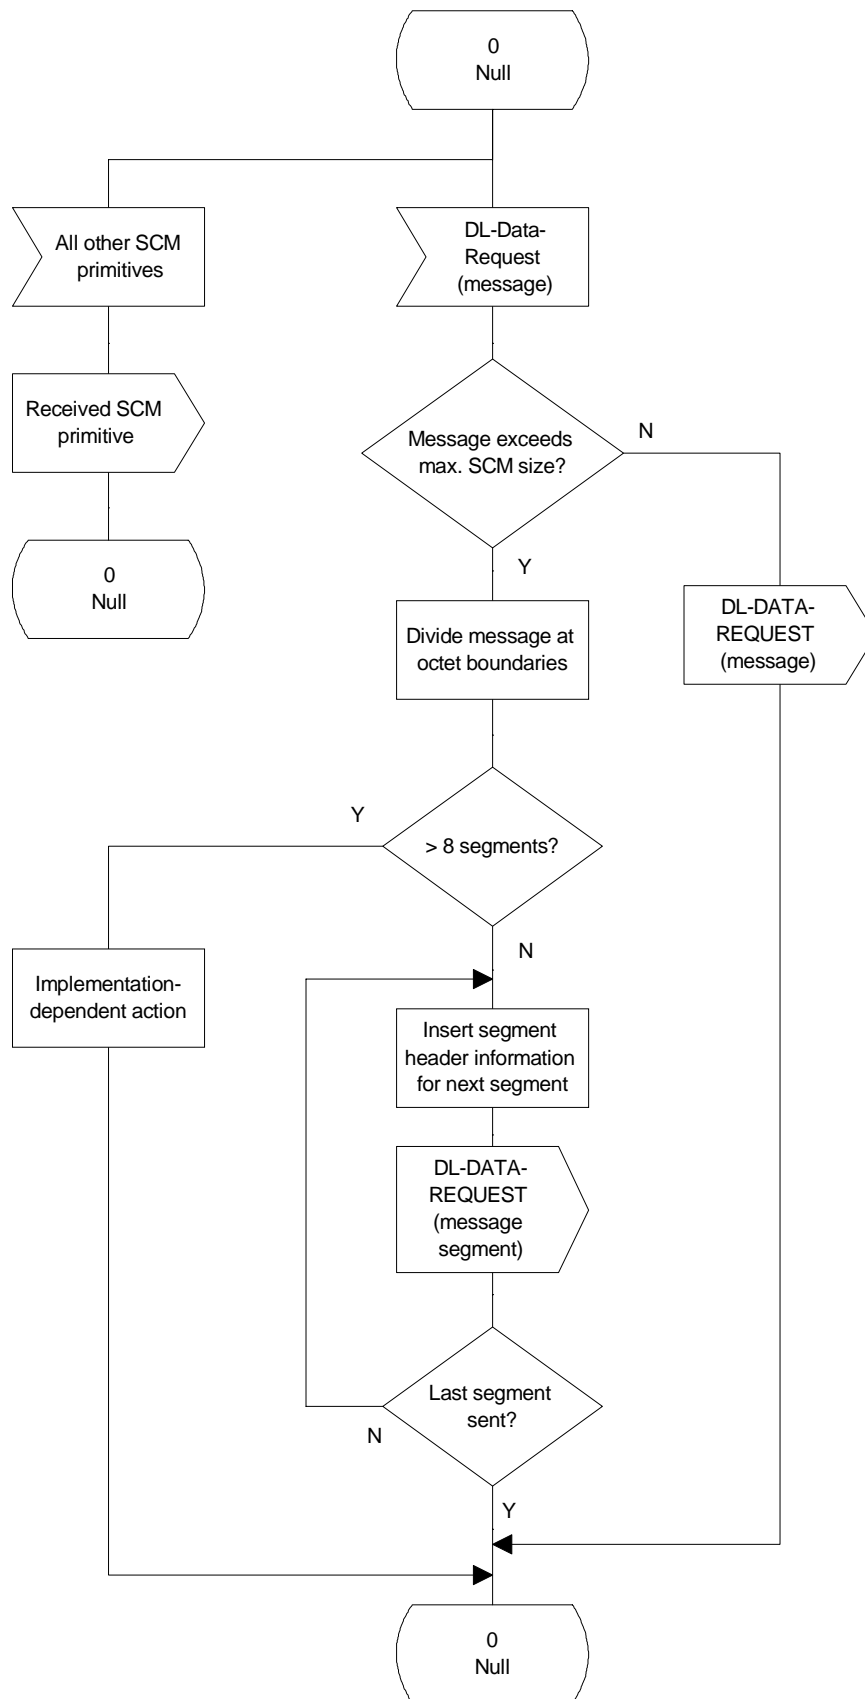 0
Null
All other SCM
primitives
DL-Data-
Request
(message)
Received SCM
primitive
Message exceeds
max. SCM size?
N
0
Null
Y
Divide message at
octet boundaries
DL-DATA-
REQUEST
(message)
Y
> 8 segments?
N
Implementation-
dependent action
Insert segment
header information
for next segment
DL-DATA-
REQUEST
(message
segment)
Last segment
sent?
N
Y
0
Null